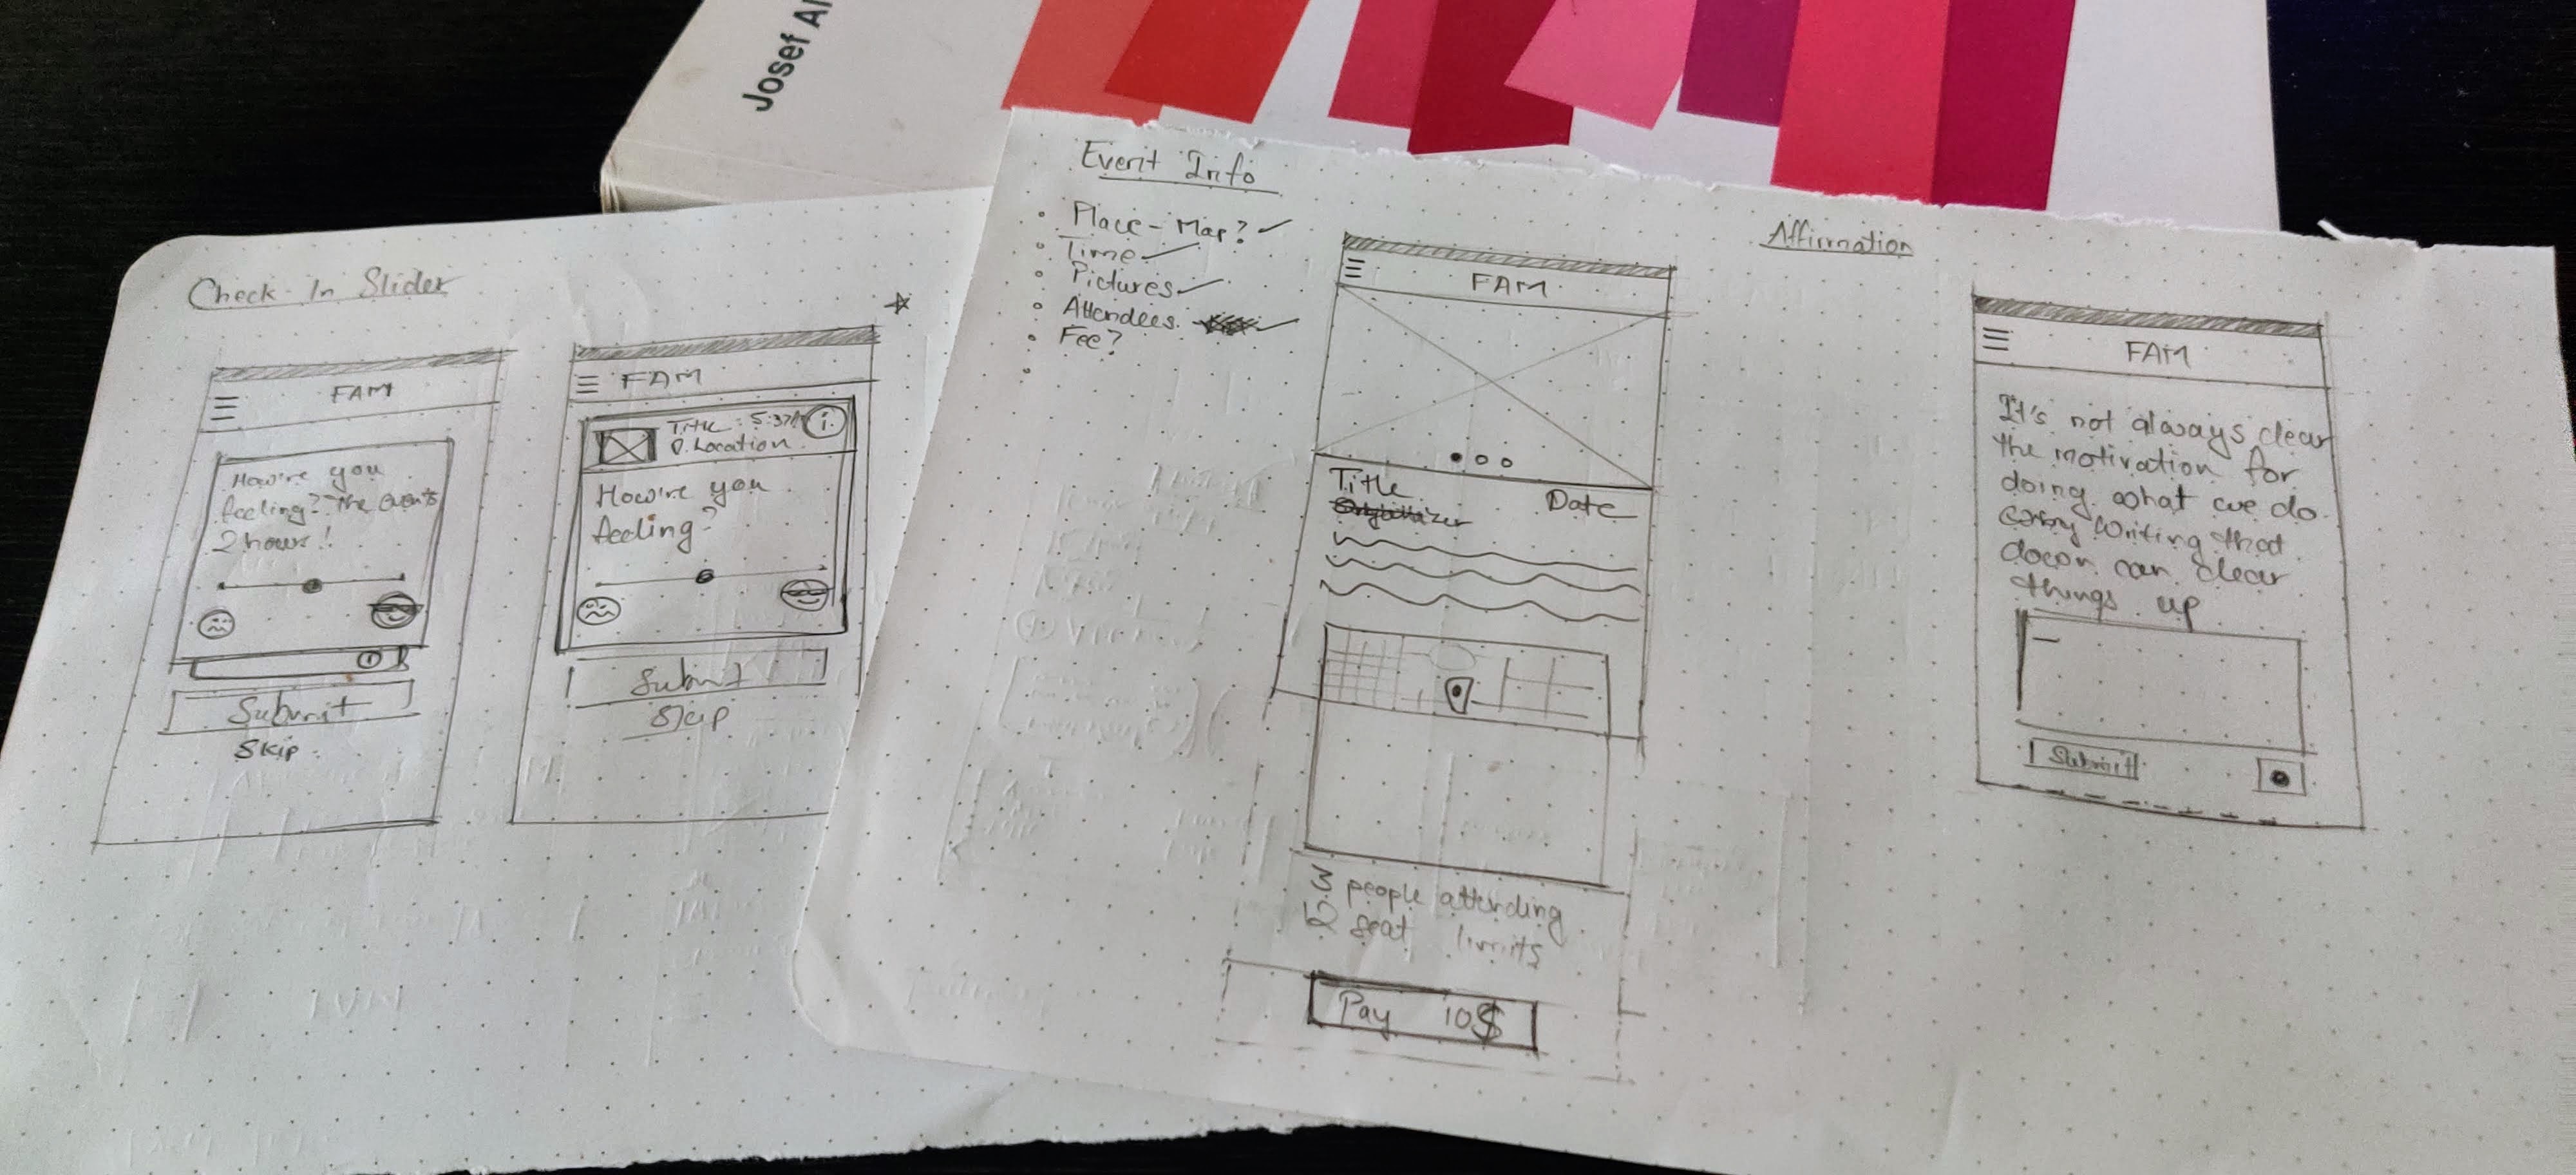 Josef Al
Check-In Slider
FAM
How're you
feeling? The event's
2 hours!
Submit
Skip
FAM
Title : 5:37
Location
i
How're you
feeling?
Submit
Skip
Event Info
Place - Map?
Time
Pictures
Attendees
Fee?
FAM
Title Date
Organizer
3 people attending
seat limits
Pay 10$
Affirmation
FAM
It's not always clear
the motivation for
doing what we do.
Writing that
down can clear
things up
Submit